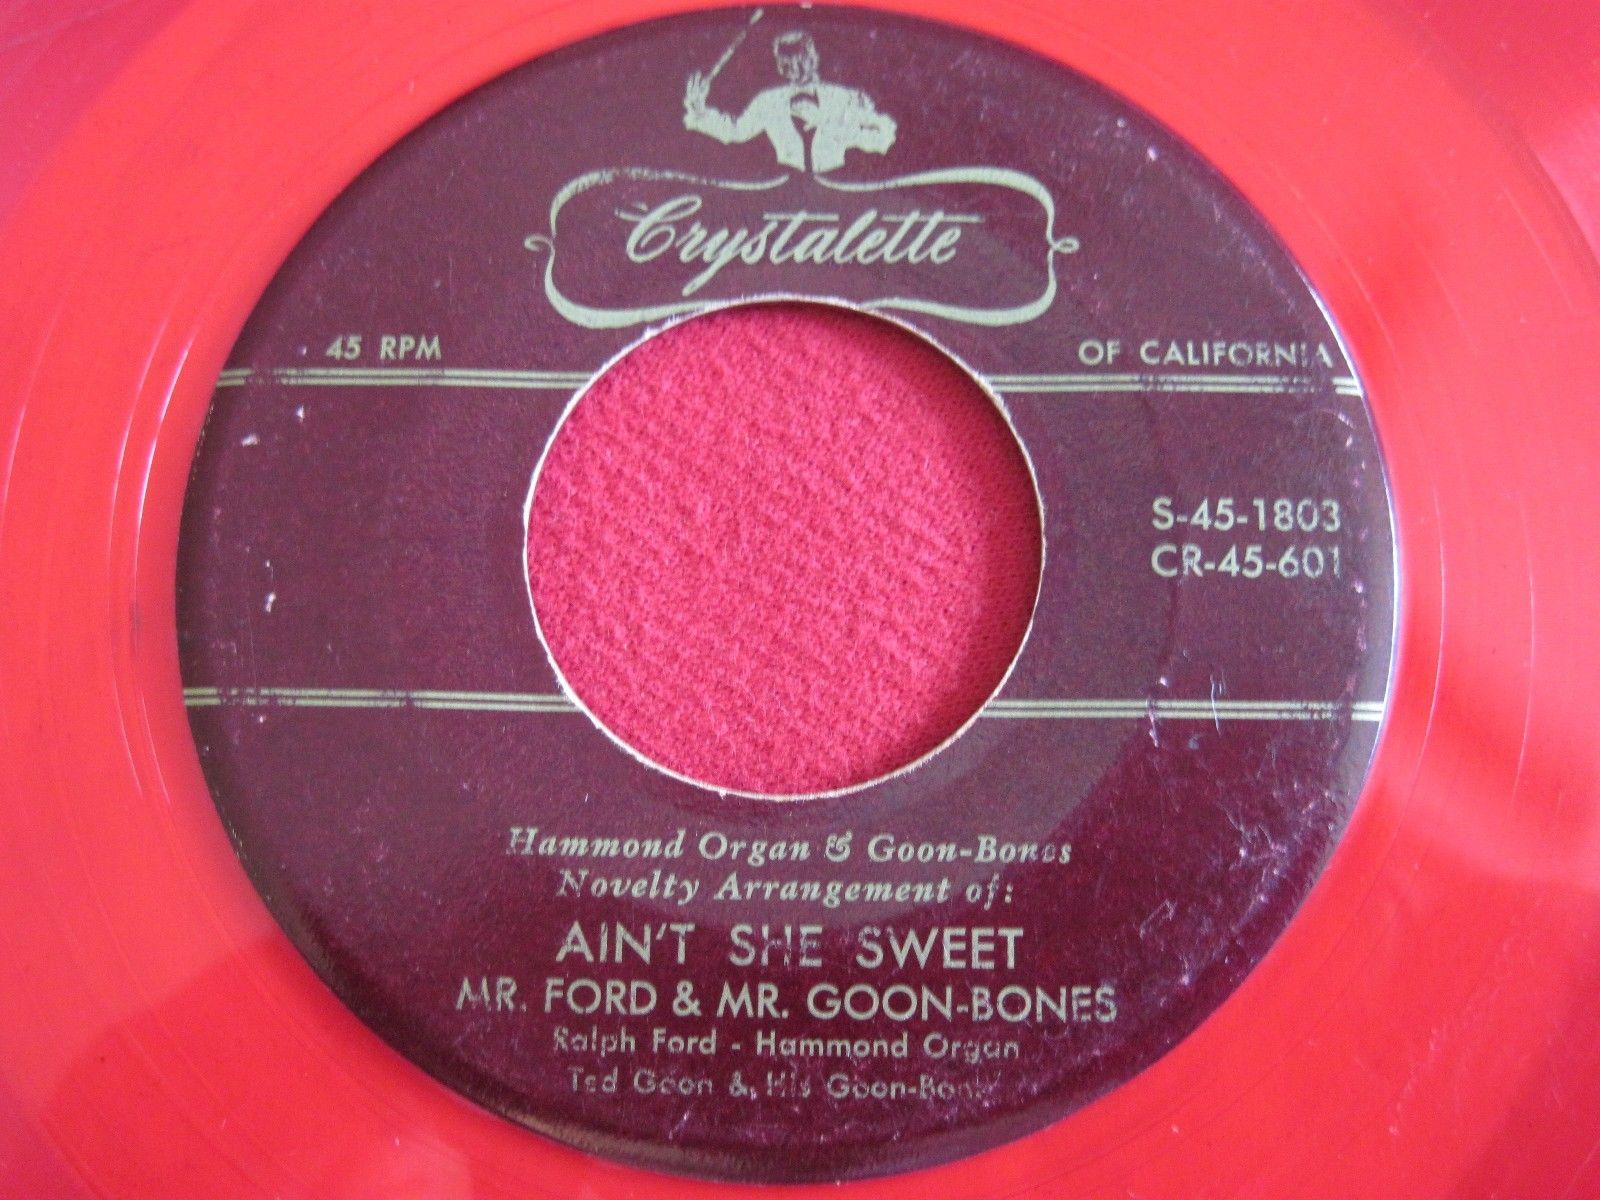 Crystalette
45 RPM
OF CALIFORNIA
S-45-1803
CR-45-601
Hammond Organ & Goon-Bones
Novelty Arrangement of:
AIN'T SHE SWEET
MR. FORD & MR. GOON-BONES
Ralph Ford - Hammond Organ
Ted Goon & His Goon-Bones